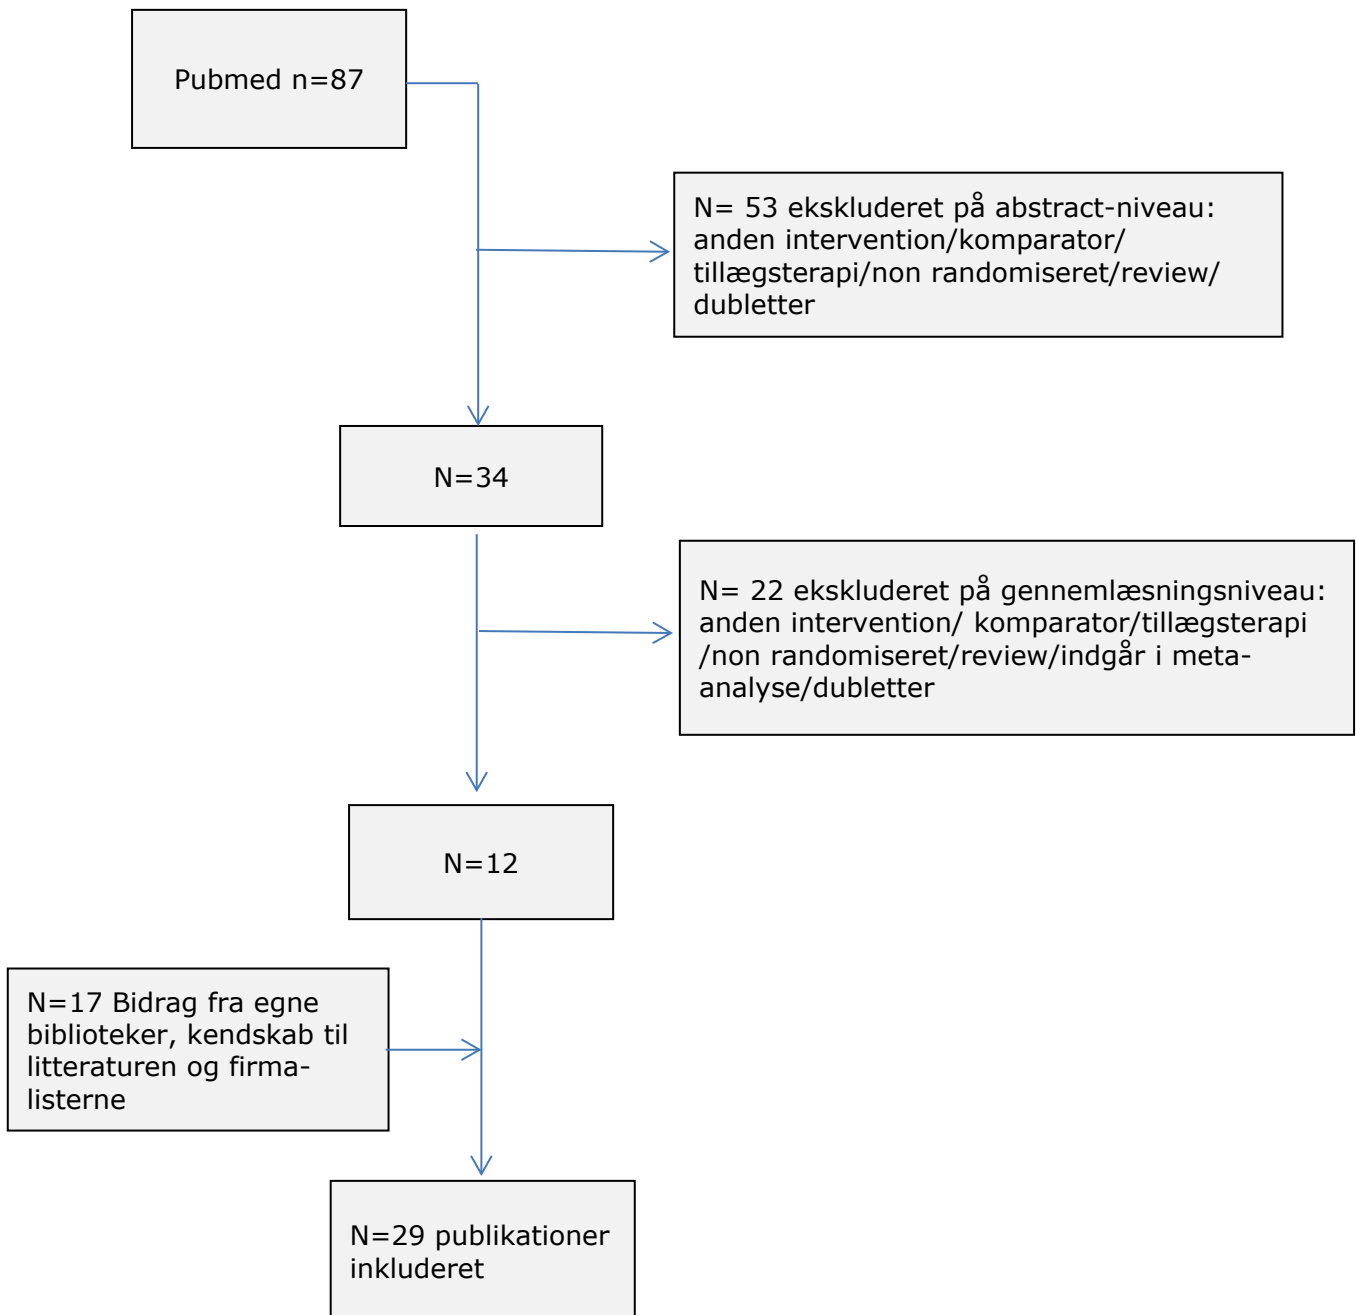 Pubmed n=87
N= 53 ekskluderet på abstract-niveau:
anden intervention/komparator/
tillægsterapi/non randomiseret/review/
dubletter
N=34
N= 22 ekskluderet på gennemlæsningsniveau:
anden intervention/ komparator/tillægsterapi
/non randomiseret/review/indgår i meta-
analyse/dubletter
N=12
N=17 Bidrag fra egne
biblioteker, kendskab til
litteraturen og firma-
listerne
N=29 publikationer
inkluderet